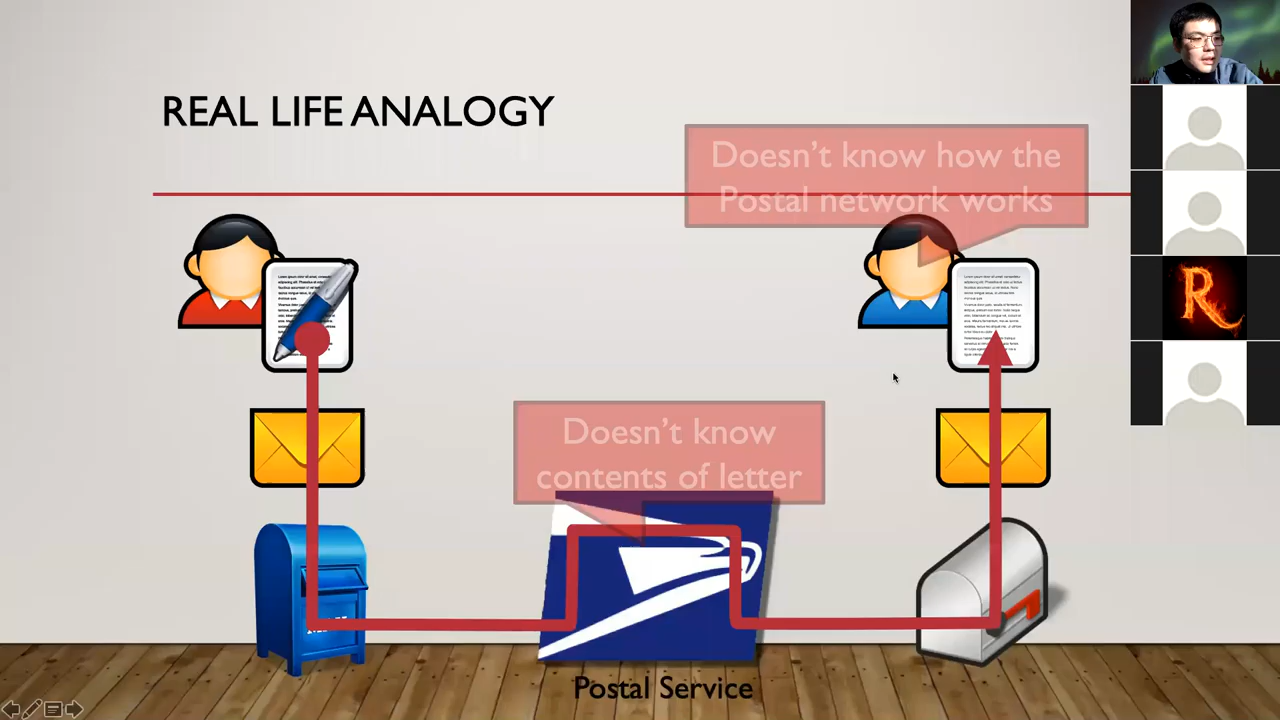 REAL LIFE ANALOGY
Doesn't know how the
Postal network works
Doesn't know
contents of letter
Postal Service
R